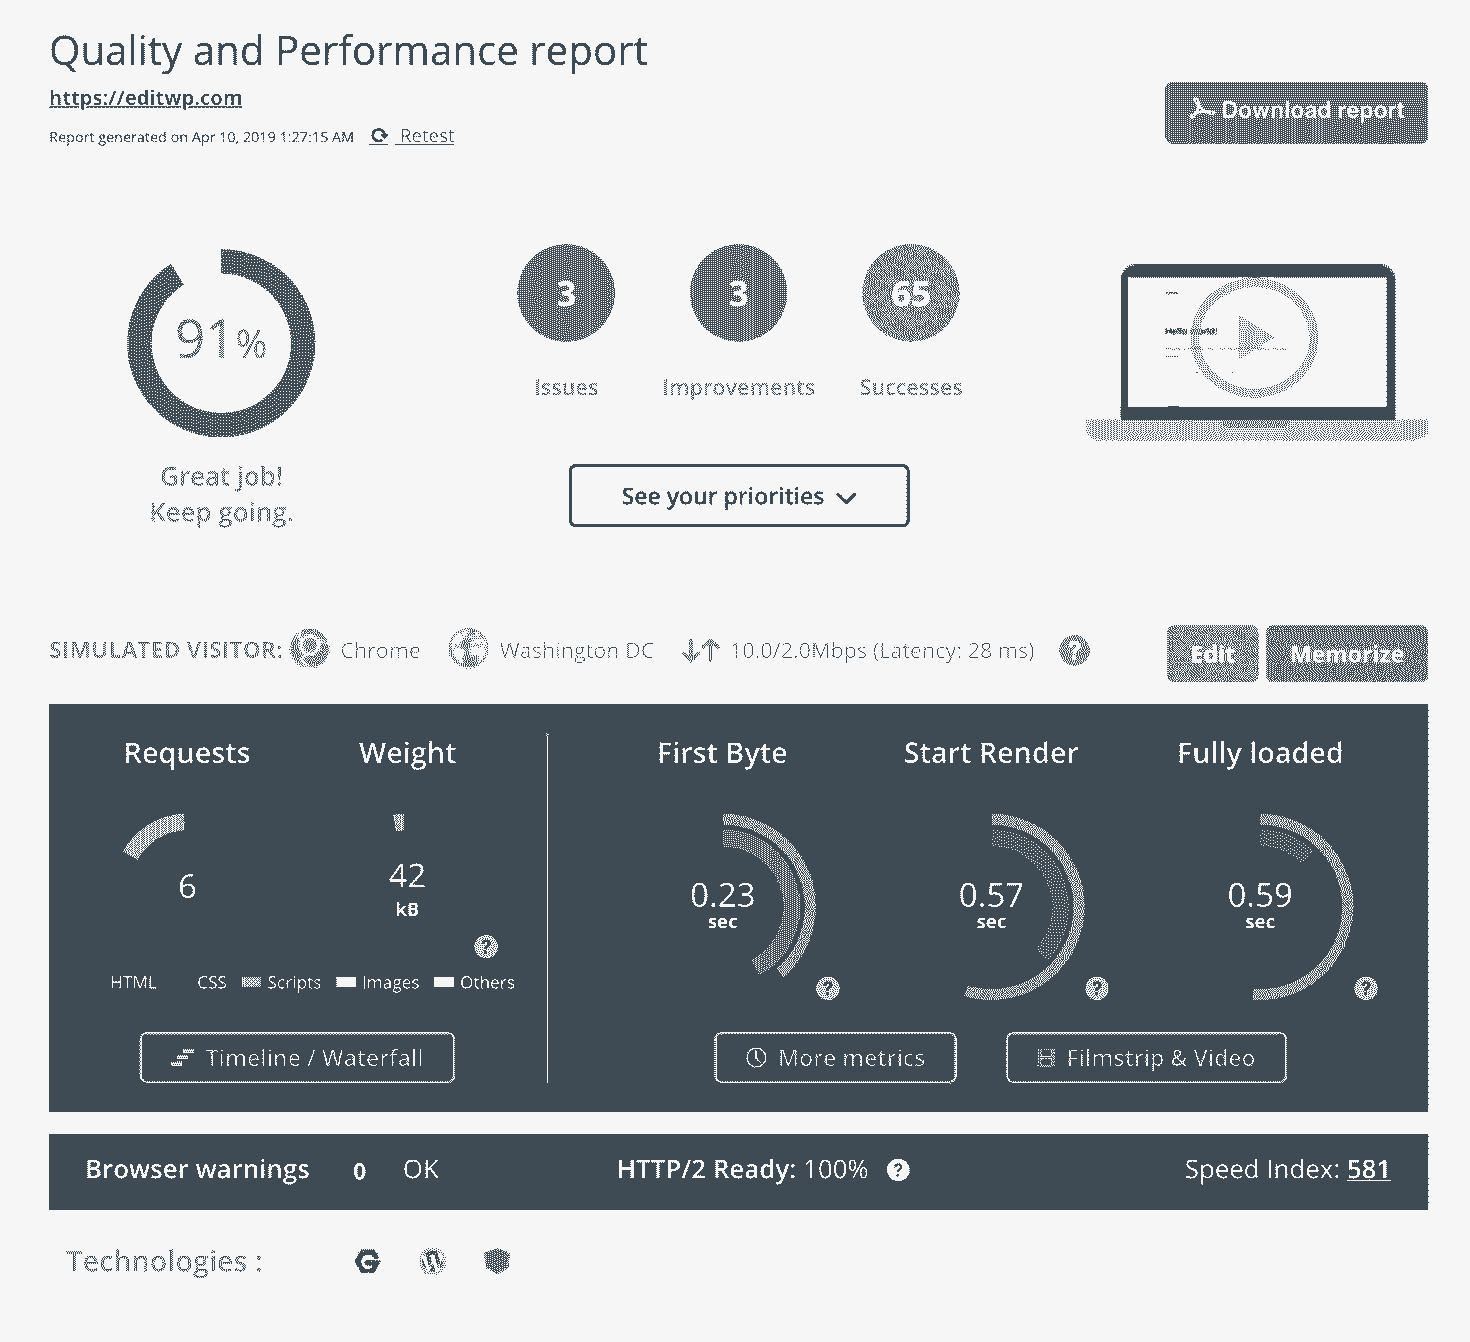 Quality and Performance report
https://editwp.com
Report generated on Apr 10, 2019 1:27:15 AM Retest
Download report
91%
Great job!
Keep going.
3 3 65
Issues Improvements Successes
See your priorities
Hello world!
SIMULATED VISITOR: Chrome Washington DC 10.0/2.0Mbps (Latency: 28 ms) ?
Edit Memorize
Requests Weight First Byte Start Render Fully loaded
6
42
kB
0.23
sec
0.57
sec
0.59
sec
? ? ? ?
HTML CSS Scripts Images Others
Timeline / Waterfall More metrics Filmstrip & Video
Browser warnings 0 OK HTTP/2 Ready: 100% ? Speed Index: 581
Technologies :